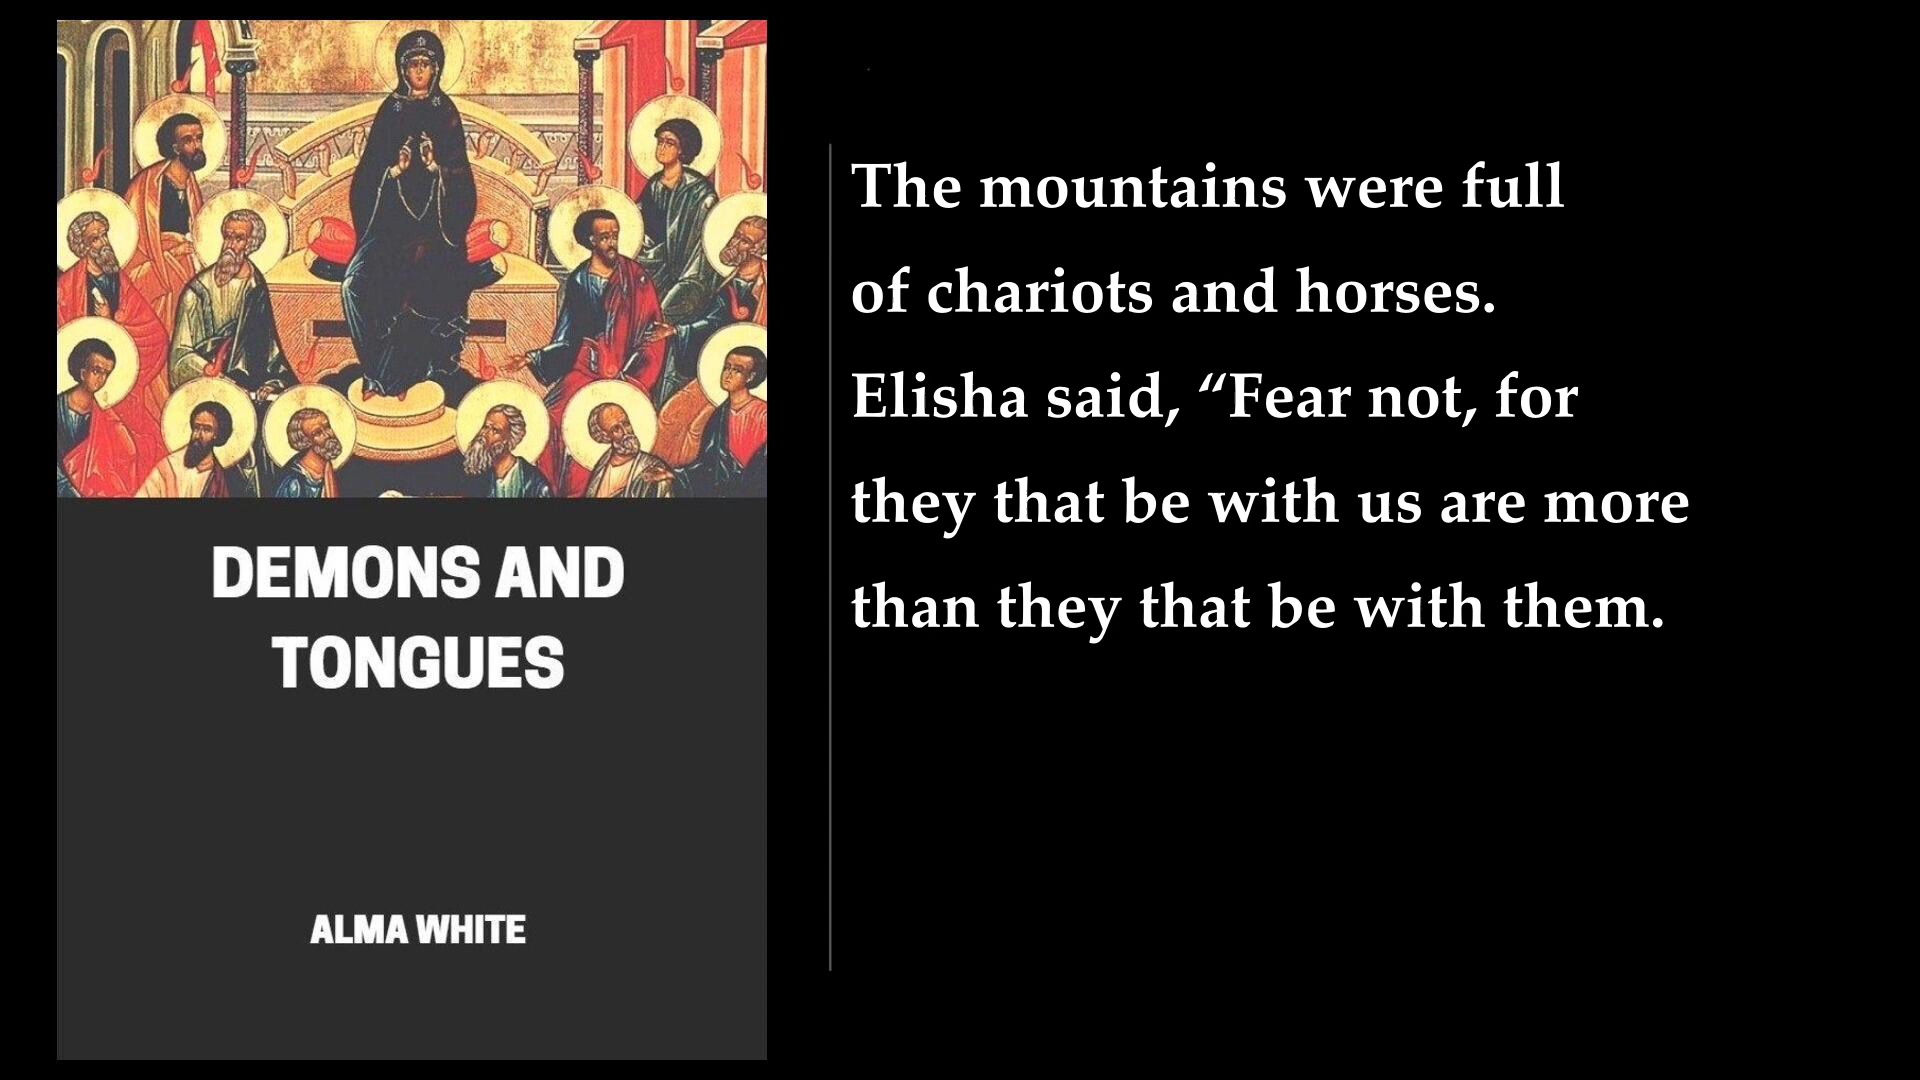 DEMONS AND
TONGUES
ALMA WHITE
The mountains were full
of chariots and horses.
Elisha said, “Fear not, for
they that be with us are more
than they that be with them.